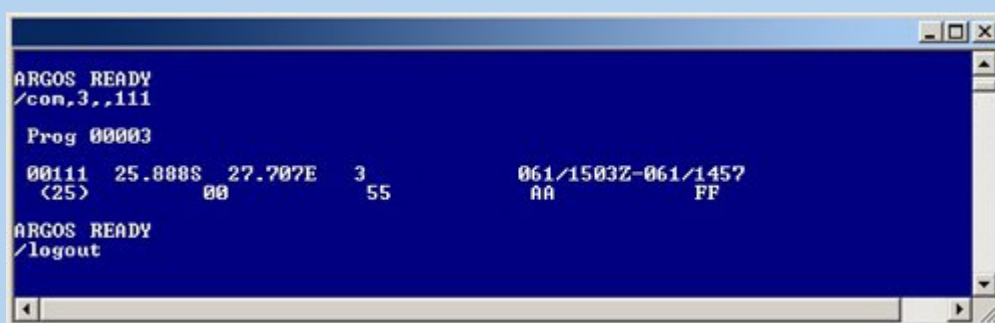 ARGOS READY
/com,3,,111
Prog 00003
00111 25.888S 27.707E 3 061/1503Z-061/1457
(25) 00 55 AA FF
ARGOS READY
/logout